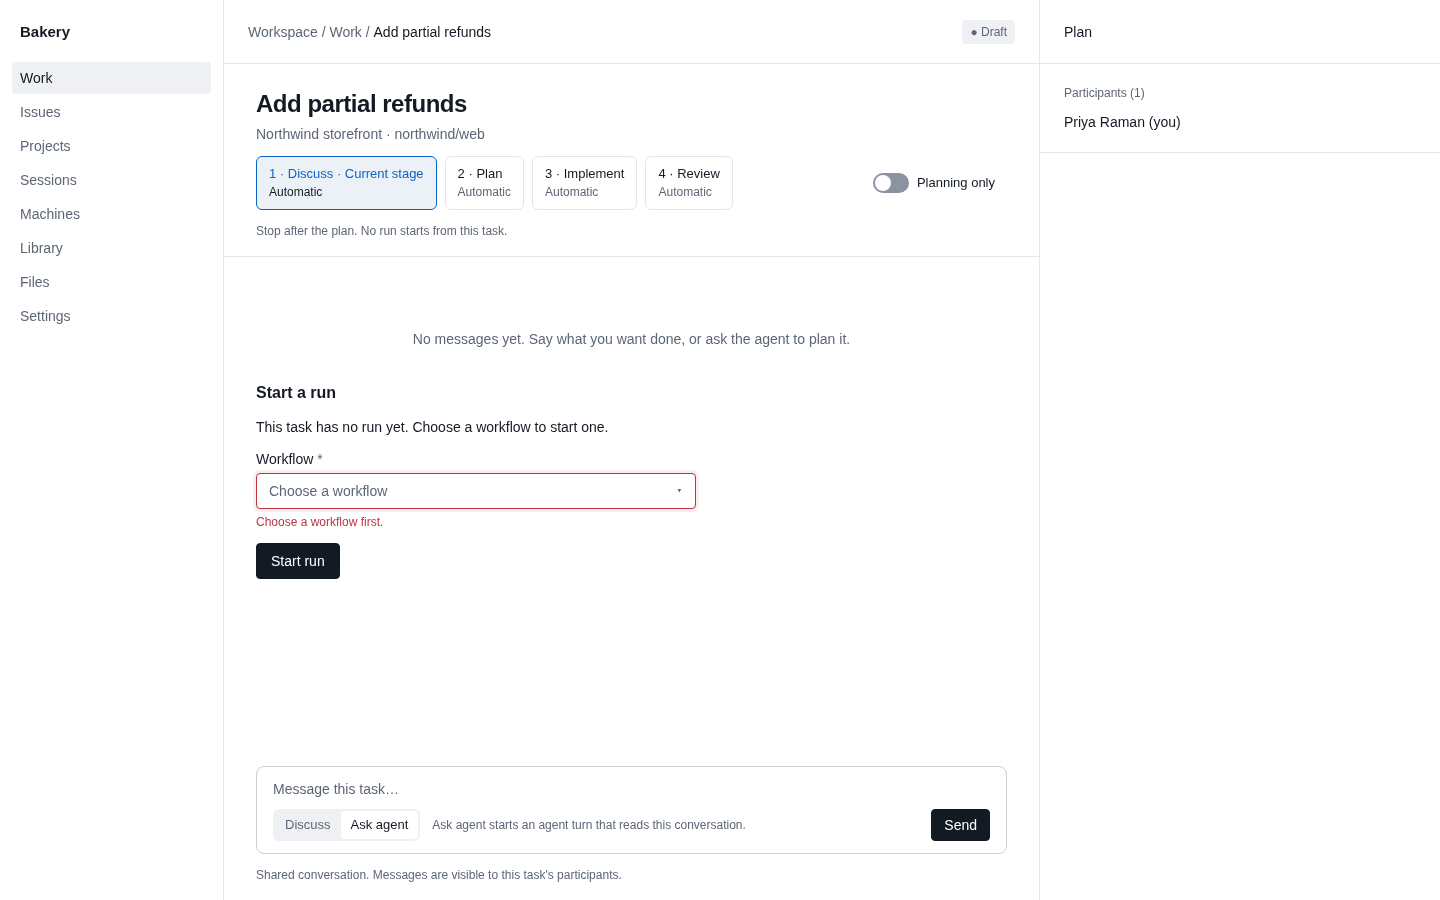 Bakery
Work
Issues
Projects
Sessions
Machines
Library
Files
Settings
Workspace / Work / Add partial refunds
● Draft
Add partial refunds
Northwind storefront · northwind/web
1 · Discuss · Current stage
Automatic
2 · Plan
Automatic
3 · Implement
Automatic
4 · Review
Automatic
Planning only
Stop after the plan. No run starts from this task.
No messages yet. Say what you want done, or ask the agent to plan it.
Start a run
This task has no run yet. Choose a workflow to start one.
Workflow *
Choose a workflow
Choose a workflow first.
Start run
Message this task…
Discuss
Ask agent
Ask agent starts an agent turn that reads this conversation.
Send
Shared conversation. Messages are visible to this task's participants.
Plan
Participants (1)
Priya Raman (you)